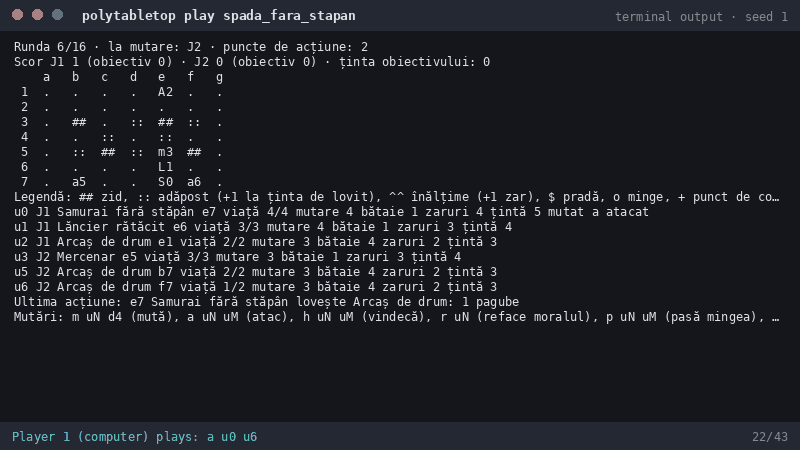 polytabletop play spada_fara_stapan
terminal output · seed 1
Runda 6/16 · la mutare: J2 · puncte de acțiune: 2
Scor J1 1 (obiectiv 0) · J2 0 (obiectiv 0) · ținta obiectivului: 0
a b c d e f g
1 . . . . A2 . .
2 . . . . . . .
3 . ## . :: ## :: .
4 . . :: . :: . .
5 . :: ## :: m3 ## .
6 . . . . L1 . .
7 . a5 . . S0 a6 .
Legendă: ## zid, :: adăpost (+1 la ținta de lovit), ^^ înălțime (+1 zar), $ pradă, o minge, + punct de co…
u0 J1 Samurai fără stăpân e7 viață 4/4 mutare 4 bătaie 1 zaruri 4 țintă 5 mutat a atacat
u1 J1 Lăncier rătăcit e6 viață 3/3 mutare 4 bătaie 1 zaruri 3 țintă 4
u2 J1 Arcaș de drum e1 viață 2/2 mutare 3 bătaie 4 zaruri 2 țintă 3
u3 J2 Mercenar e5 viață 3/3 mutare 3 bătaie 1 zaruri 3 țintă 4
u5 J2 Arcaș de drum b7 viață 2/2 mutare 3 bătaie 4 zaruri 2 țintă 3
u6 J2 Arcaș de drum f7 viață 1/2 mutare 3 bătaie 4 zaruri 2 țintă 3
Ultima acțiune: e7 Samurai fără stăpân lovește Arcaș de drum: 1 pagube
Mutări: m uN d4 (mută), a uN uM (atac), h uN uM (vindecă), r uN (reface moralul), p uN uM (pasă mingea), …
Player 1 (computer) plays: a u0 u6
22/43